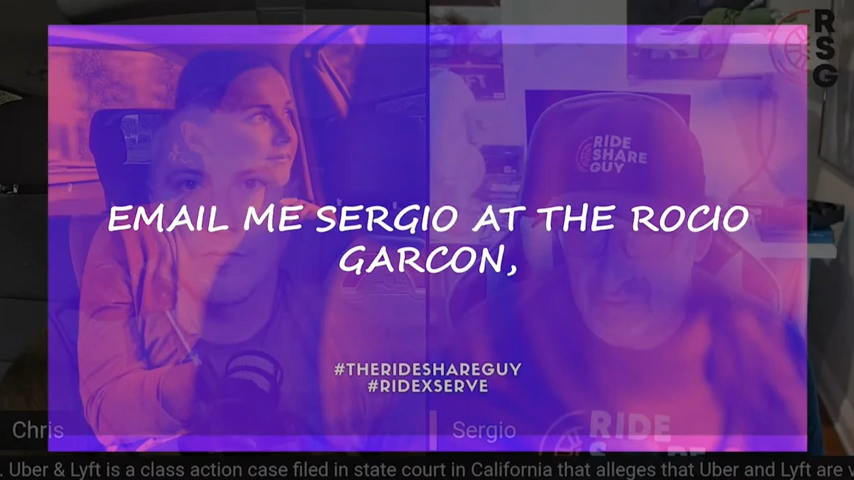 RSG
RIDE
SHARE
GUY
EMAIL ME SERGIO AT THE ROCIO
GARCON,
#THERIDESHAREGUY
#RIDEXSERVE
Chris
Sergio
RIDE
. Uber & Lyft is a class action case filed in state court in California that alleges that Uber and Lyft are